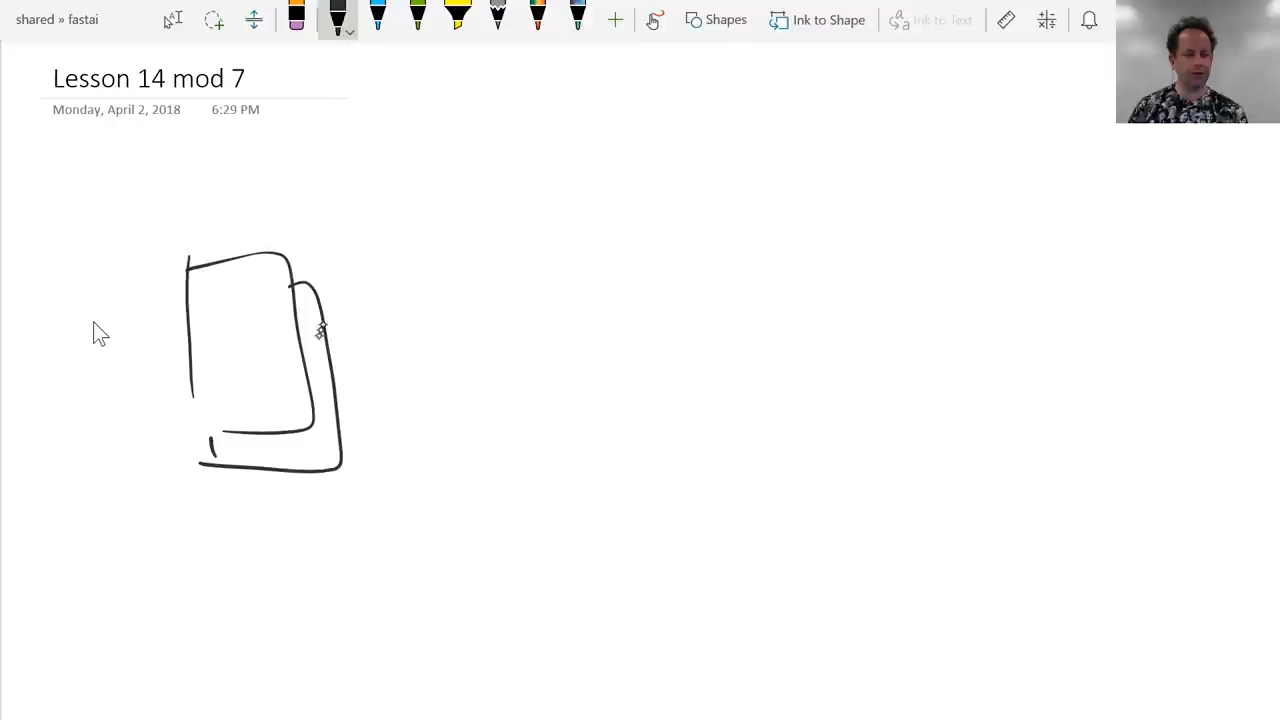 shared » fastai
Shapes
Ink to Shape
Ink to Text
Lesson 14 mod 7
Monday, April 2, 2018 6:29 PM